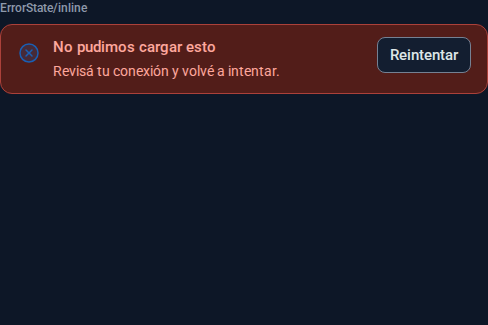 ErrorState/inline
No pudimos cargar esto
Revisá tu conexión y volvé a intentar.
Reintentar